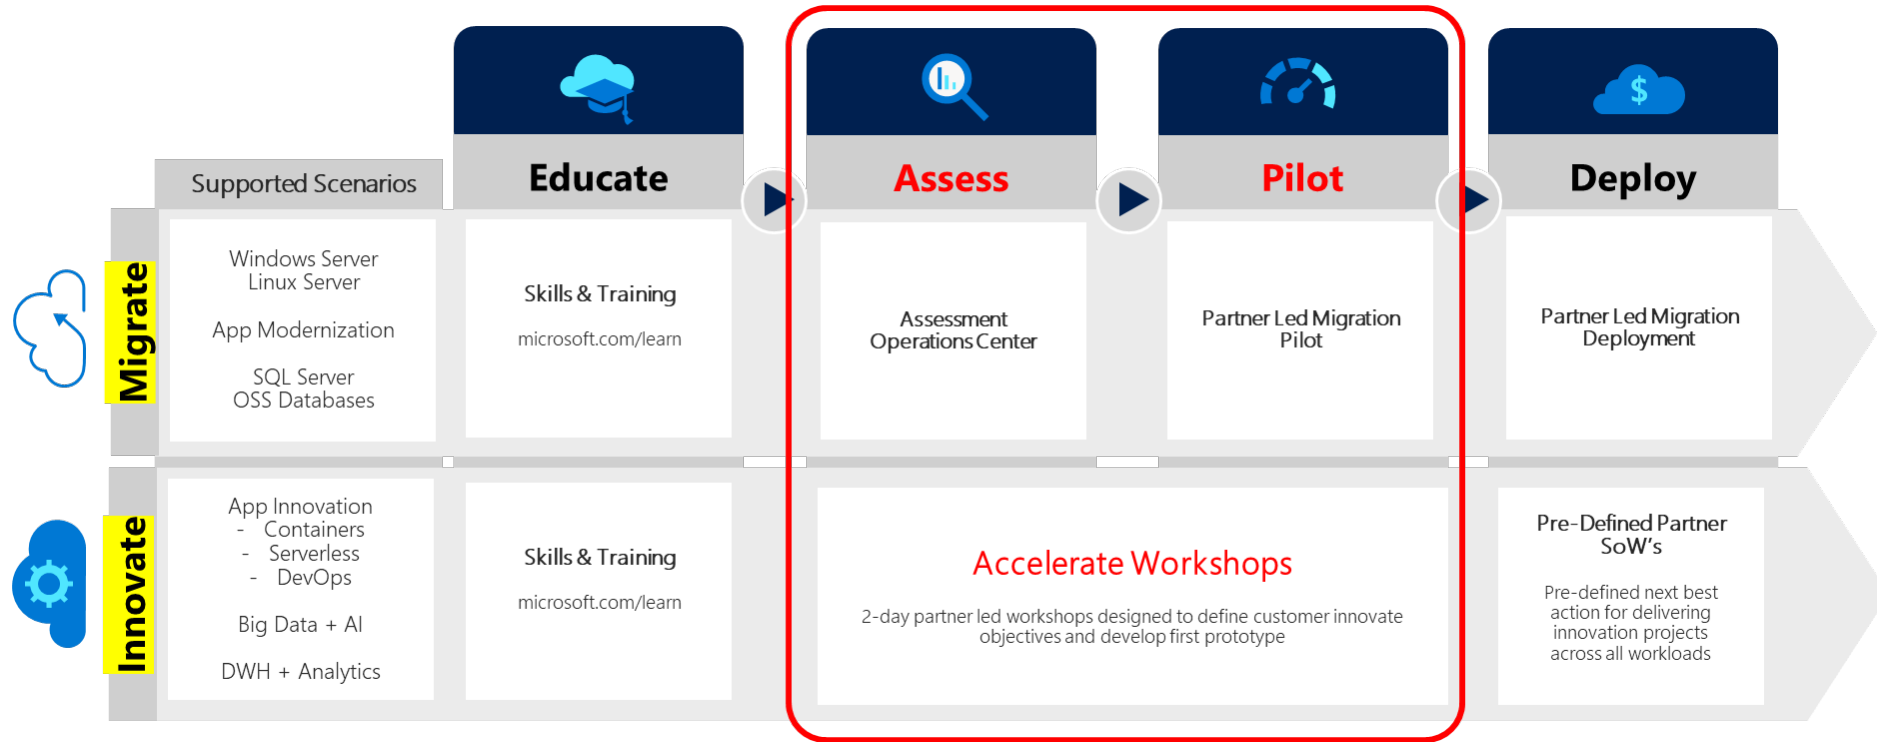 Educate
Assess
Pilot
Deploy
Supported Scenarios
Migrate
Windows Server
Linux Server
App Modernization
SQL Server
OSS Databases
Skills & Training
microsoft.com/learn
Assessment
Operations Center
Partner Led Migration
Pilot
Partner Led Migration
Deployment
Innovate
App Innovation
- Containers
- Serverless
- DevOps
Big Data + AI
DWH + Analytics
Skills & Training
microsoft.com/learn
Accelerate Workshops
2-day partner led workshops designed to define customer innovate
objectives and develop first prototype
Pre-Defined Partner
SoW's
Pre-defined next best
action for delivering
innovation projects
across all workloads
$